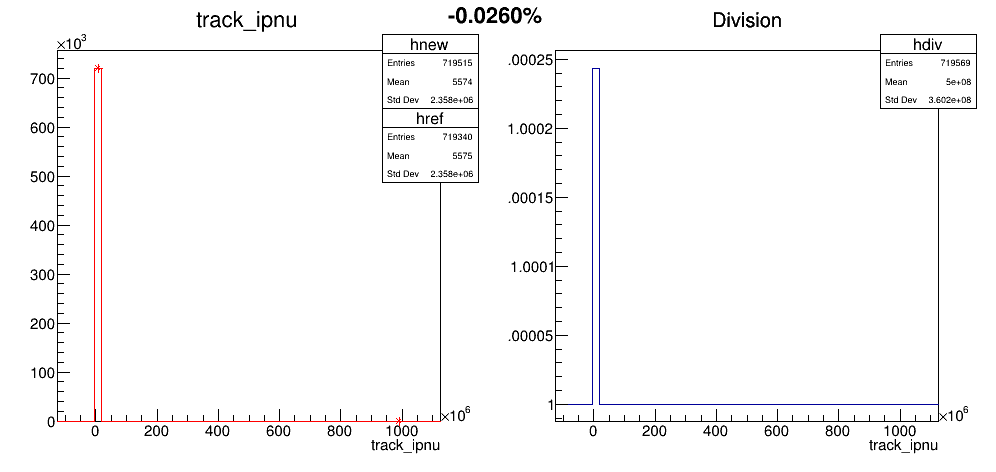 -0.0260%
track_ipnu
×10³
700
600
500
400
300
200
100
0
0 200 400 600 800 1000
×10⁶
track_ipnu
hnew
Entries 719515
Mean 5574
Std Dev 2.358e+06
href
Entries 719340
Mean 5575
Std Dev 2.358e+06
Division
.00025
1.0002
.00015
1.0001
.00005
1
0 200 400 600 800 1000
×10⁶
track_ipnu
hdiv
Entries 719569
Mean 5e+08
Std Dev 3.602e+08